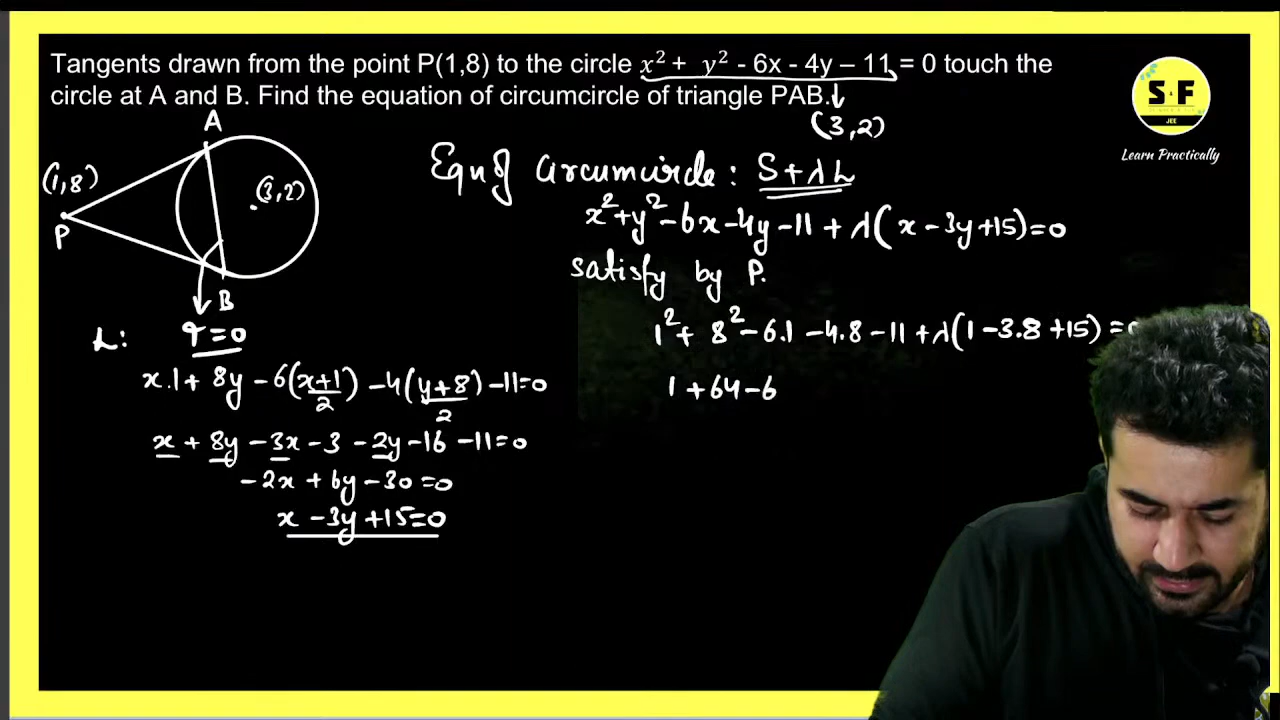 Tangents drawn from the point P(1,8) to the circle x² + y² - 6x - 4y – 11 = 0 touch the
circle at A and B. Find the equation of circumcircle of triangle PAB.
S+F
JEE
Learn Practically
(3,2)
A
(1,8)
(3,2)
P
B
L: T=0
x.1 + 8y - 6(x+1)/2 - 4(y+8)/2 - 11=0
x + 8y - 3x - 3 - 2y - 16 - 11=0
-2x + 6y - 30 =0
x - 3y +15=0
Eqn of Circumcircle: S+λL
x²+y²-6x-4y-11+λ(x-3y+15)=0
satisfy by P.
1² + 8² - 6.1 - 4.8 - 11 + λ(1-3.8+15) =
1 + 64 - 6